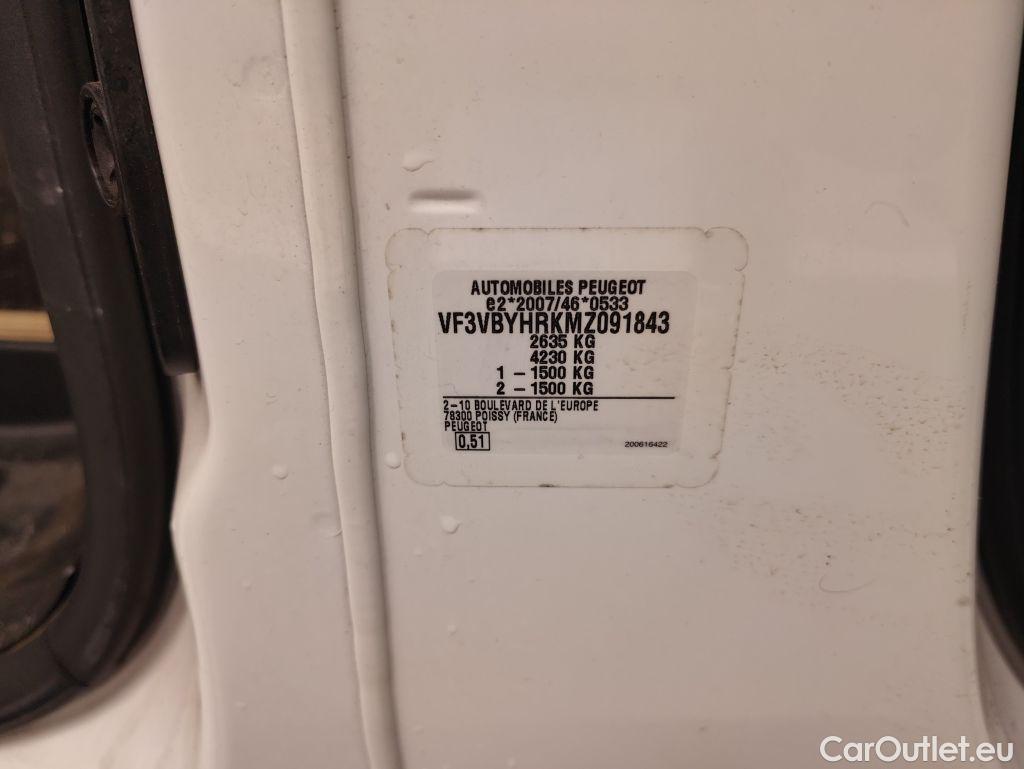 AUTOMOBILES PEUGEOT
e2*2007/46*0533
VF3VBYHRKMZ091843
2635 KG
4230 KG
1 – 1500 KG
2 – 1500 KG
2–10 BOULEVARD DE L'EUROPE
78300 POISSY (FRANCE)
PEUGEOT
0,51
200616422
CarOutlet.eu